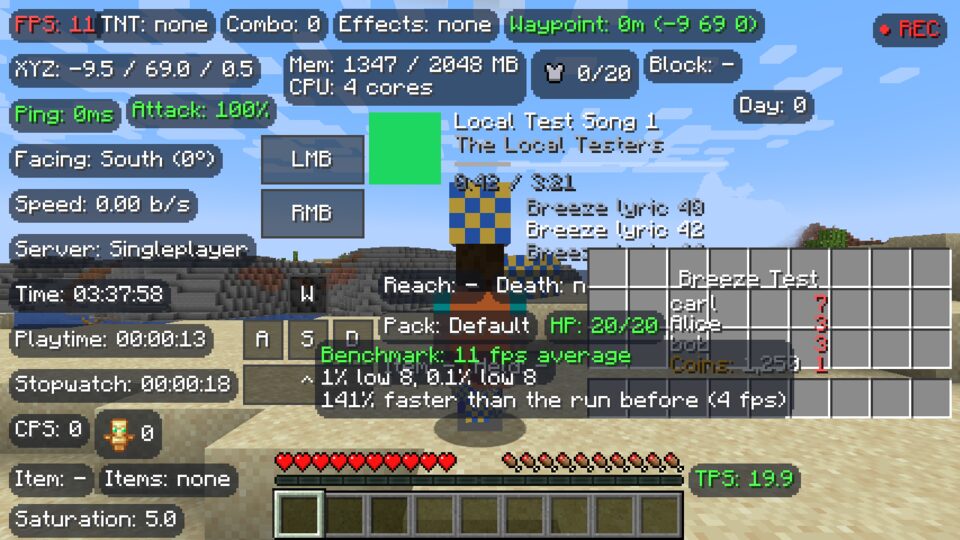 FPS: 11
TNT: none
Combo: 0
Effects: none
Waypoint: 0m (-9 69 0)
REC
XYZ: -9.5 / 69.0 / 0.5
Mem: 1347 / 2048 MB
CPU: 4 cores
0/20
Block: -
Day: 0
Ping: 0ms
Attack: 100%
Local Test Song 1
The Local Testers
Facing: South (0°)
LMB
0:42 / 3:21
Speed: 0.00 b/s
RMB
Breeze lyric 40
Breeze lyric 42
Server: Singleplayer
Breeze Test
Time: 03:37:58
W
Reach: -
Death: n
carl 7
Alice 3
Playtime: 00:00:13
A
S
D
Pack: Default
HP: 20/20
bob 3
Coins: 1,250 1
Benchmark: 11 fps average
1% low 8, 0.1% low 8
141% faster than the run before (4 fps)
Stopwatch: 00:00:18
^
CPS: 0
0
Item: -
Items: none
TPS: 19.9
Saturation: 5.0